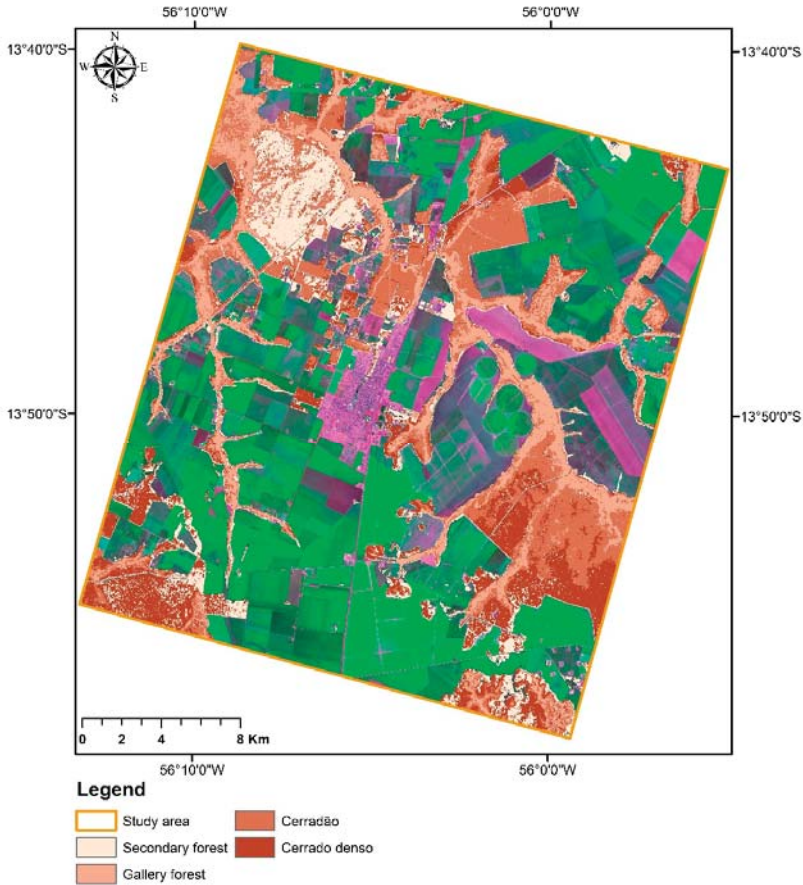 56°10'0"W 56°0'0"W
N
W E
S
13°40'0"S 13°40'0"S
13°50'0"S 13°50'0"S
0 2 4 8 Km
56°10'0"W 56°0'0"W
Legend
Study area Cerradão
Secondary forest Cerrado denso
Gallery forest